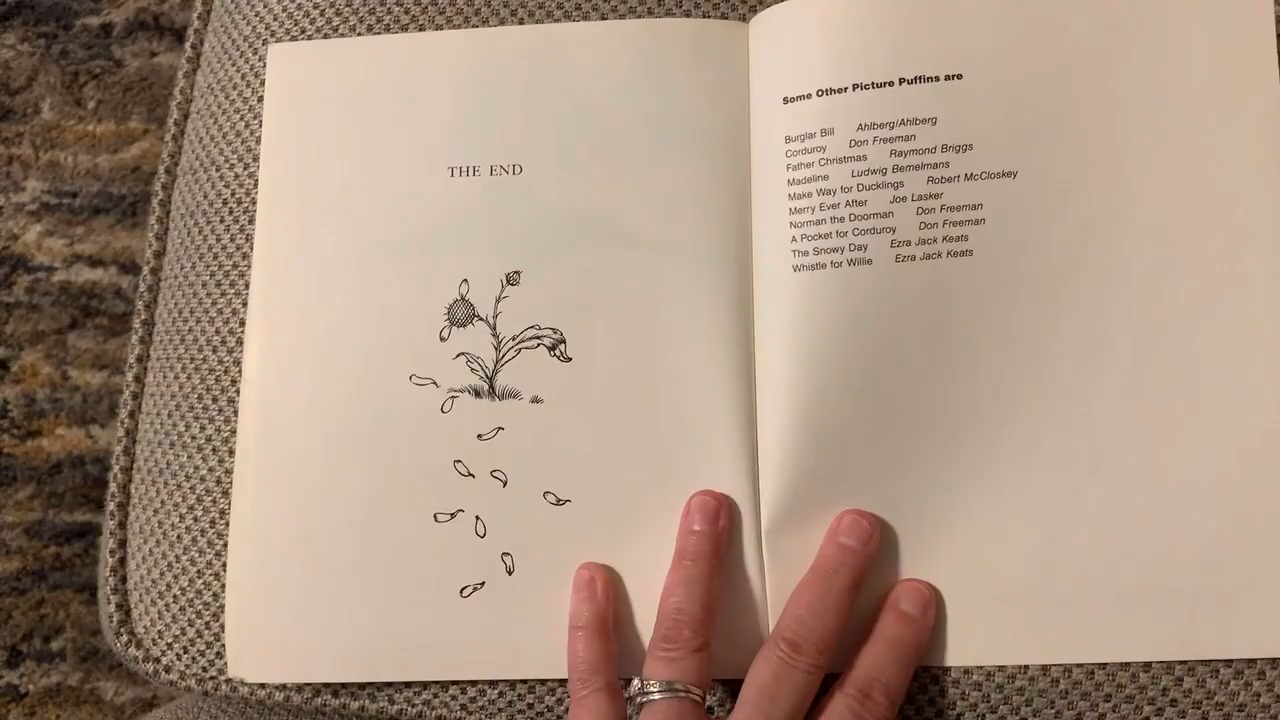 THE END
Some Other Picture Puffins are
Burglar Bill Ahlberg/Ahlberg
Corduroy Don Freeman
Father Christmas Raymond Briggs
Madeline Ludwig Bemelmans
Make Way for Ducklings Robert McCloskey
Merry Ever After Joe Lasker
Norman the Doorman Don Freeman
A Pocket for Corduroy Don Freeman
The Snowy Day Ezra Jack Keats
Whistle for Willie Ezra Jack Keats